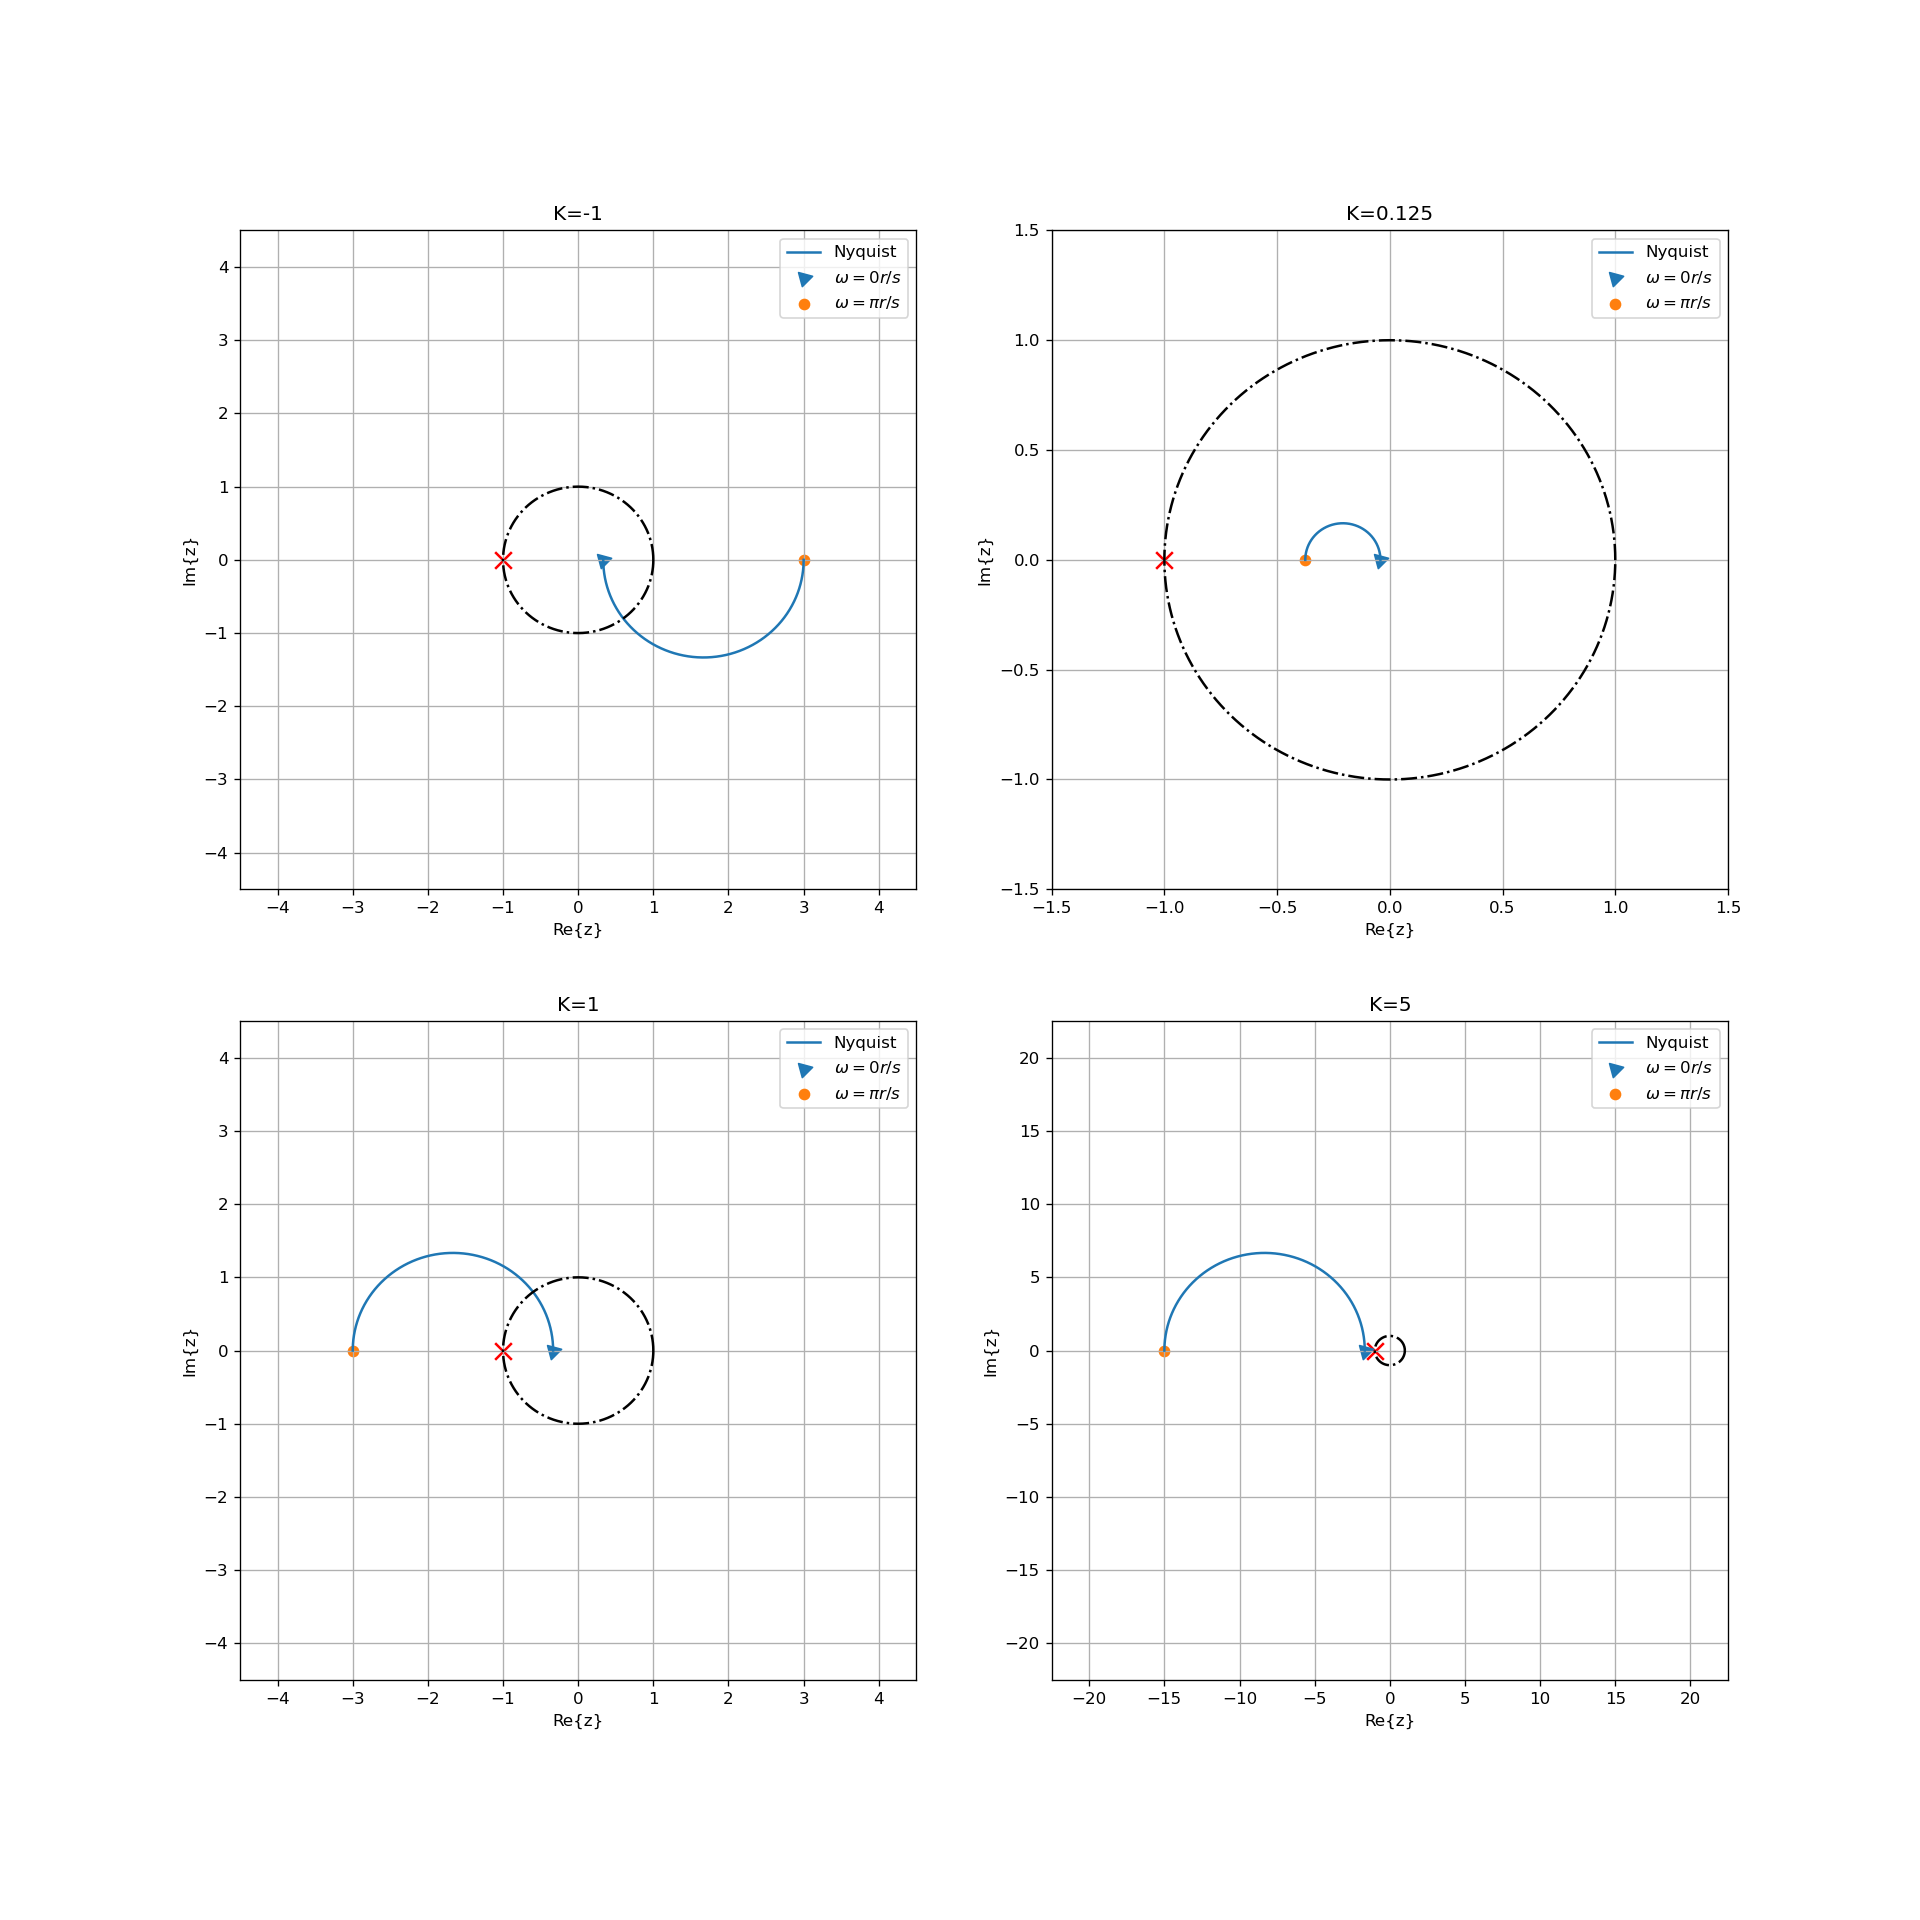 K=-1
Nyquist
ω = 0r/s
ω = πr/s
4
3
2
1
0
−1
−2
−3
−4
Im{z}
−4 −3 −2 −1 0 1 2 3 4
Re{z}
K=0.125
Nyquist
ω = 0r/s
ω = πr/s
1.5
1.0
0.5
0.0
−0.5
−1.0
−1.5
Im{z}
−1.5 −1.0 −0.5 0.0 0.5 1.0 1.5
Re{z}
K=1
Nyquist
ω = 0r/s
ω = πr/s
4
3
2
1
0
−1
−2
−3
−4
Im{z}
−4 −3 −2 −1 0 1 2 3 4
Re{z}
K=5
Nyquist
ω = 0r/s
ω = πr/s
20
15
10
5
0
−5
−10
−15
−20
Im{z}
−20 −15 −10 −5 0 5 10 15 20
Re{z}